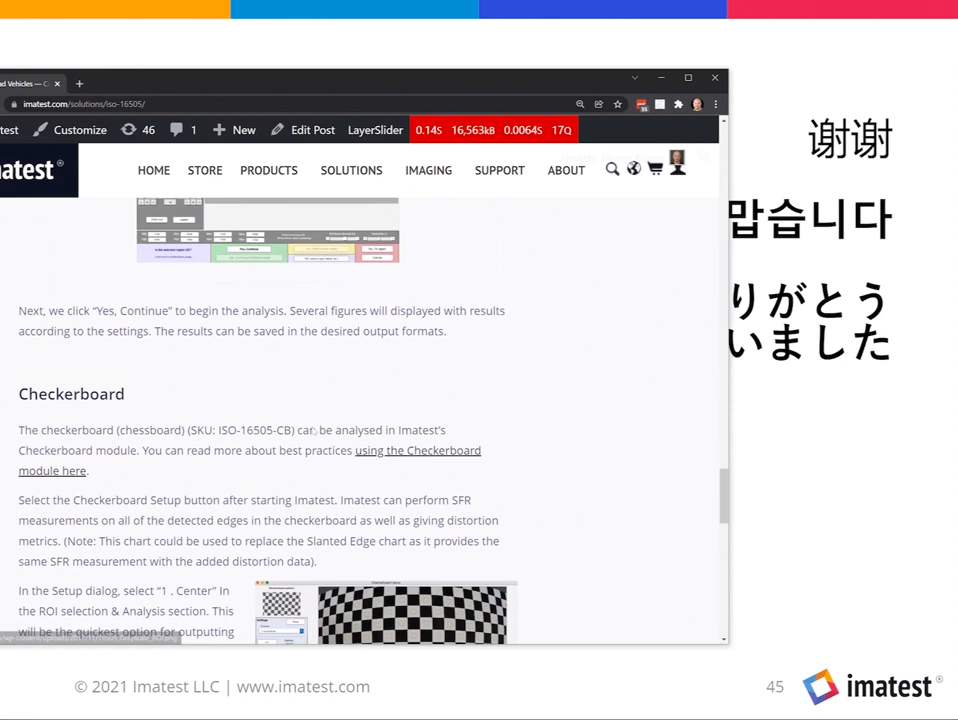 ad Vehicles — C
imatest.com/solutions/iso-16505/
test
Customize
46
1
New
Edit Post
LayerSlider
0.14S 16,563kB 0.0064S 17Q
matest®
HOME STORE PRODUCTS SOLUTIONS IMAGING SUPPORT ABOUT
谢谢
맙습니다
りがとう
いました
Next, we click “Yes, Continue” to begin the analysis. Several figures will displayed with results
according to the settings. The results can be saved in the desired output formats.
Checkerboard
The checkerboard (chessboard) (SKU: ISO-16505-CB) can be analysed in Imatest’s
Checkerboard module. You can read more about best practices using the Checkerboard
module here.
Select the Checkerboard Setup button after starting Imatest. Imatest can perform SFR
measurements on all of the detected edges in the checkerboard as well as giving distortion
metrics. (Note: This chart could be used to replace the Slanted Edge chart as it provides the
same SFR measurement with the added distortion data).
In the Setup dialog, select “1 . Center” In
the ROI selection & Analysis section. This
will be the quickest option for outputting
© 2021 Imatest LLC | www.imatest.com
45
imatest®